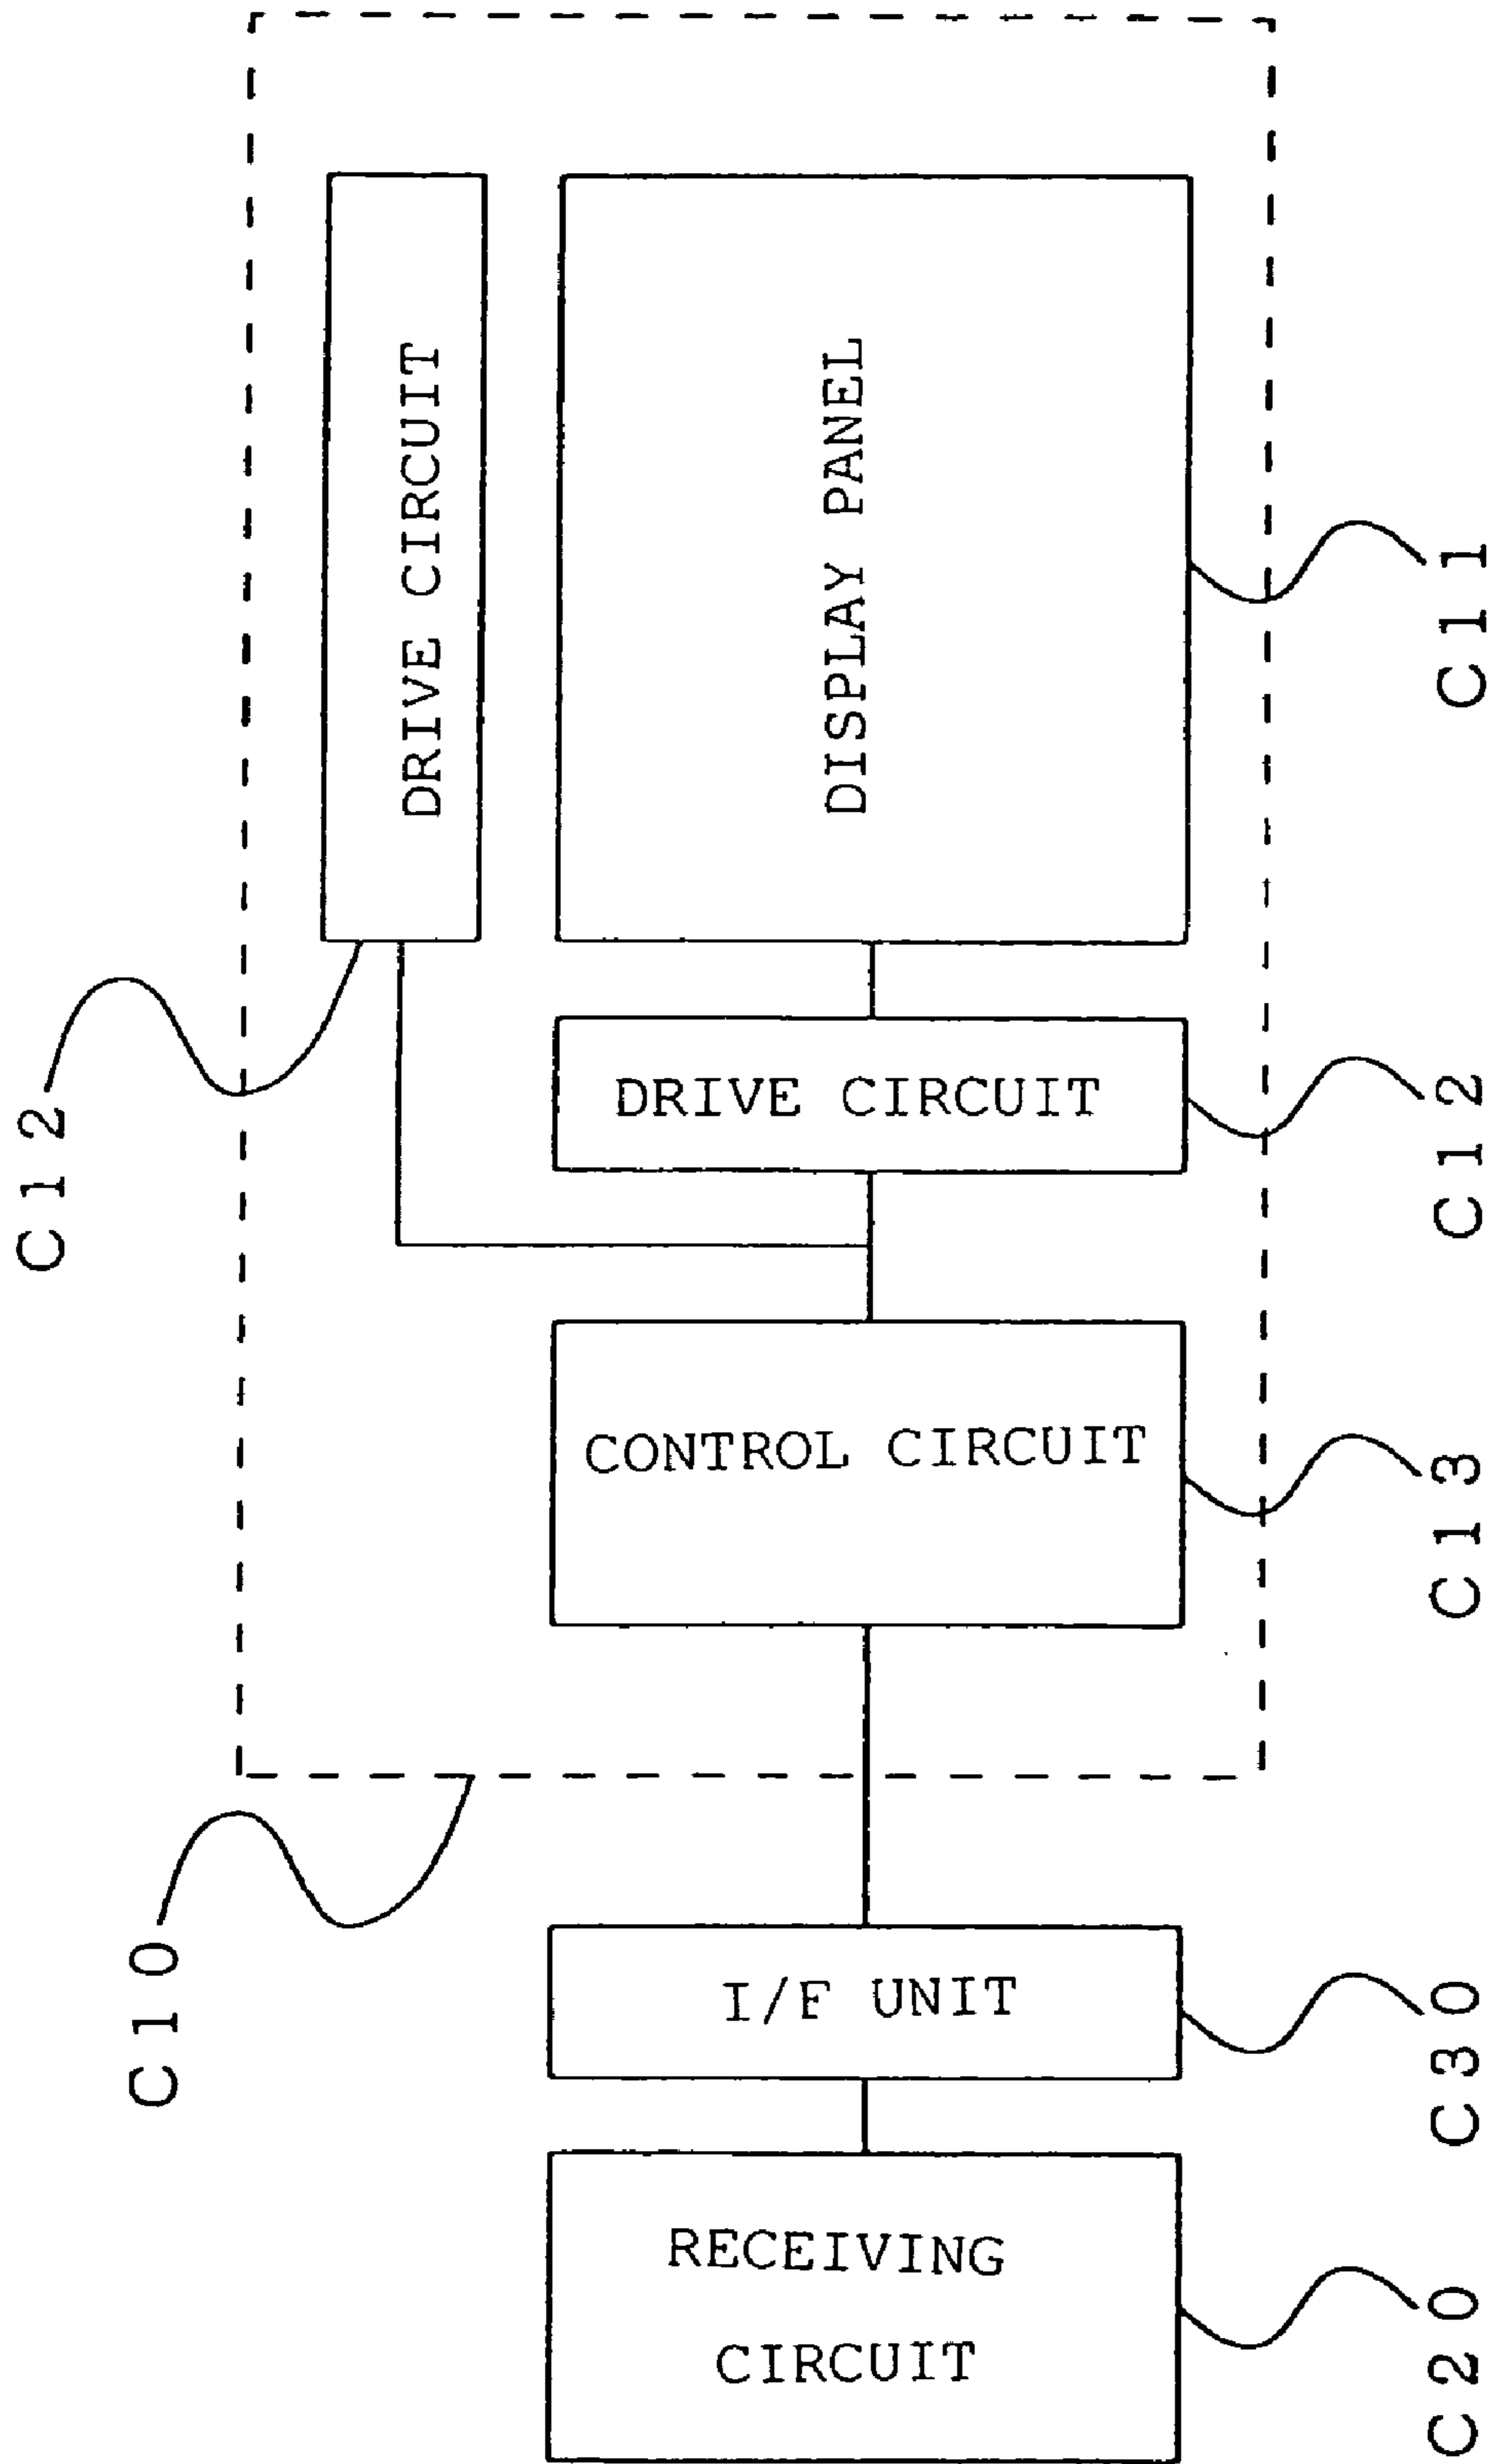 DRIVE CIRCUIT
DISPLAY PANEL
C11
C12
DRIVE CIRCUIT
C12
CONTROL CIRCUIT
C13
C10
I/F UNIT
C30
RECEIVING
CIRCUIT
C20